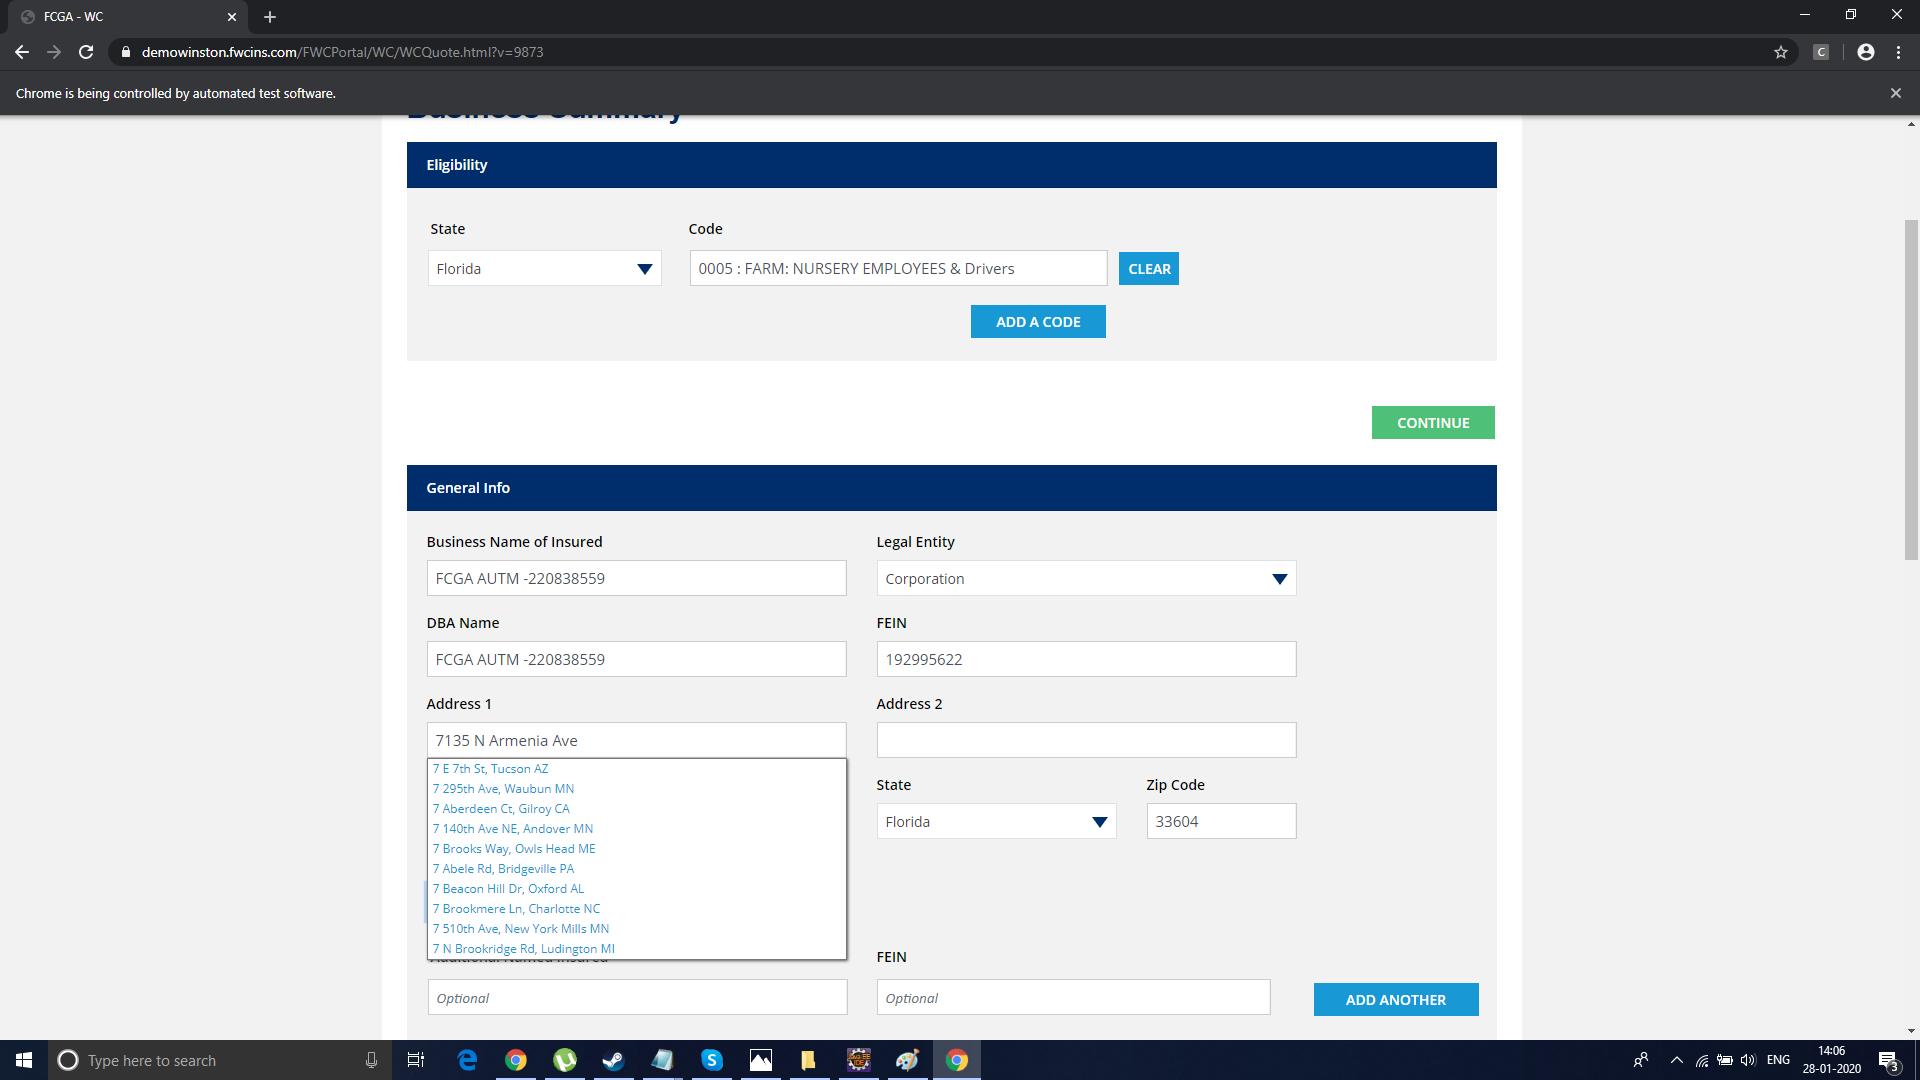 FCGA - WC
demowinston.fwcins.com/FWCPortal/WC/WCQuote.html?v=9873
C
Chrome is being controlled by automated test software.
Business Summary
Eligibility
State
Code
Florida
0005 : FARM: NURSERY EMPLOYEES & Drivers
CLEAR
ADD A CODE
CONTINUE
General Info
Business Name of Insured
Legal Entity
FCGA AUTM -220838559
Corporation
DBA Name
FEIN
FCGA AUTM -220838559
192995622
Address 1
Address 2
7135 N Armenia Ave
7 E 7th St, Tucson AZ
7 295th Ave, Waubun MN
7 Aberdeen Ct, Gilroy CA
7 140th Ave NE, Andover MN
7 Brooks Way, Owls Head ME
7 Abele Rd, Bridgeville PA
7 Beacon Hill Dr, Oxford AL
7 Brookmere Ln, Charlotte NC
7 510th Ave, New York Mills MN
7 N Brookridge Rd, Ludington MI
State
Zip Code
Florida
33604
Additional Named Insured
FEIN
Optional
Optional
ADD ANOTHER
Type here to search
ENG
14:06
28-01-2020
3